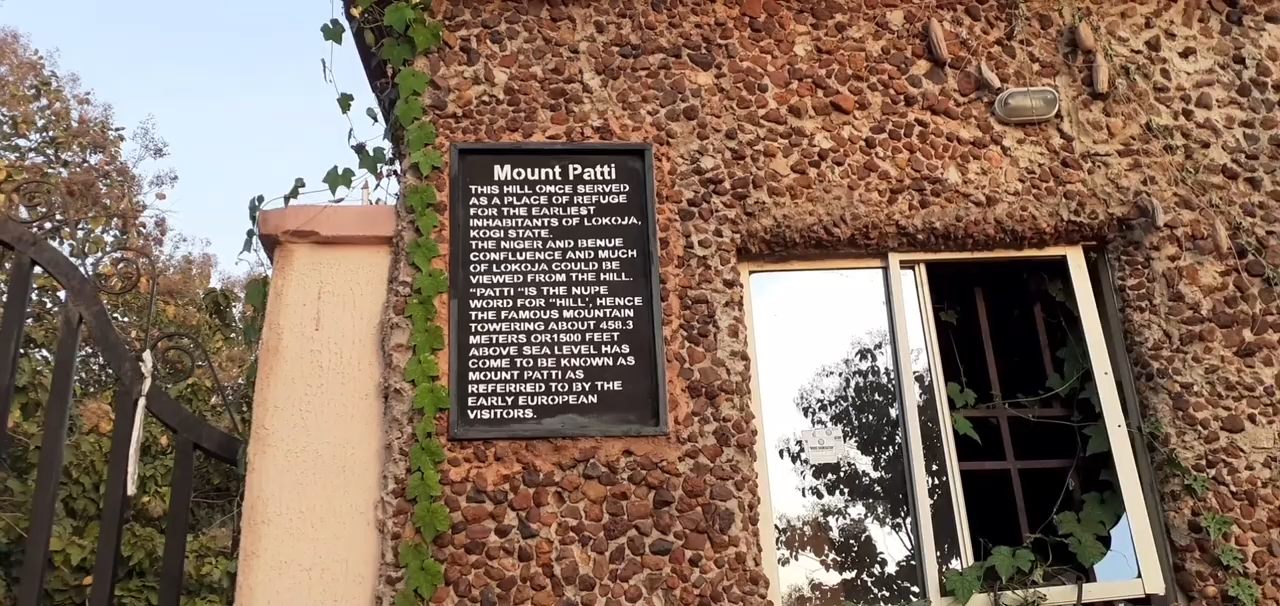 Mount Patti
THIS HILL ONCE SERVED
AS A PLACE OF REFUGE
FOR THE EARLIEST
INHABITANTS OF LOKOJA,
KOGI STATE.
THE NIGER AND BENUE
CONFLUENCE AND MUCH
OF LOKOJA COULD BE
VIEWED FROM THE HILL.
"PATTI "IS THE NUPE
WORD FOR "HILL', HENCE
THE FAMOUS MOUNTAIN
TOWERING ABOUT 458.3
METERS OR1500 FEET
ABOVE SEA LEVEL HAS
COME TO BE KNOWN AS
MOUNT PATTI AS
REFERRED TO BY THE
EARLY EUROPEAN
VISITORS.